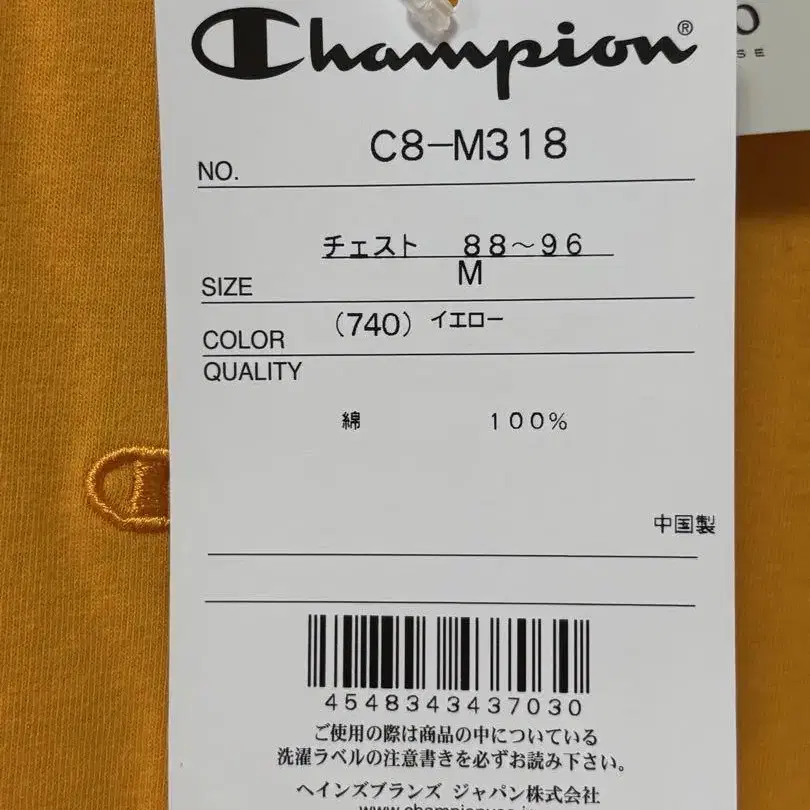 Champion®
NO. C8-M318
チェスト 88~96
SIZE M
COLOR (740) イエロー
QUALITY
綿 100%
中国製
4548343437030
ご使用の際は商品の中についている
洗濯ラベルの注意書きを必ずお読み下さい。
ヘインズブランズ ジャパン株式会社